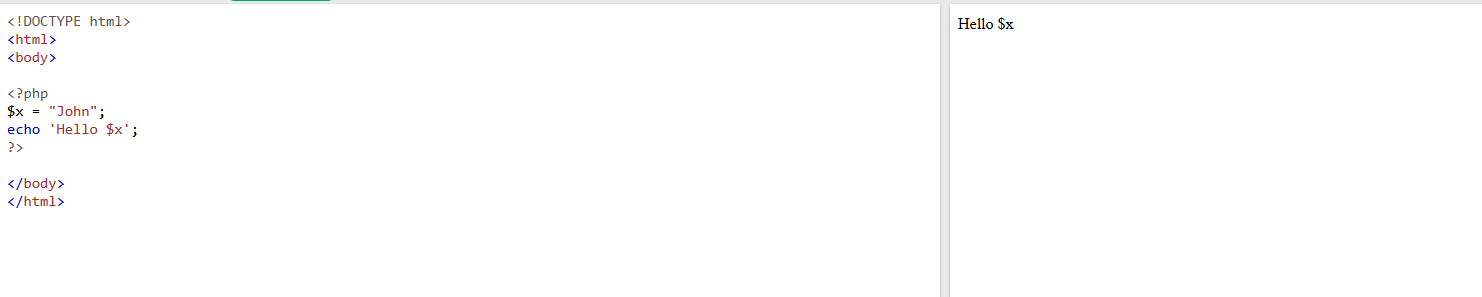 <!DOCTYPE html>
<html>
<body>
<?php
$x = "John";
echo 'Hello $x';
?>
</body>
</html>
Hello $x